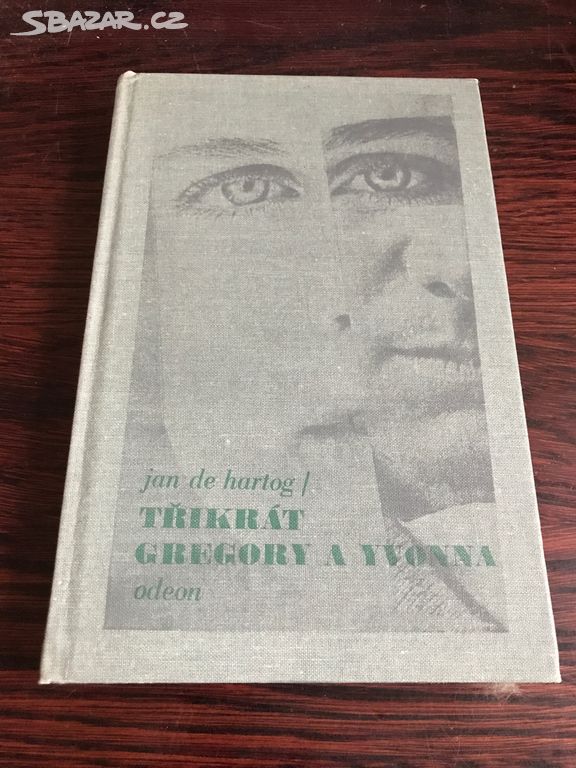 SBAZAR.CZ
jan de hartog /
TŘIKRÁT
GREGORY A YVONNA
odeon